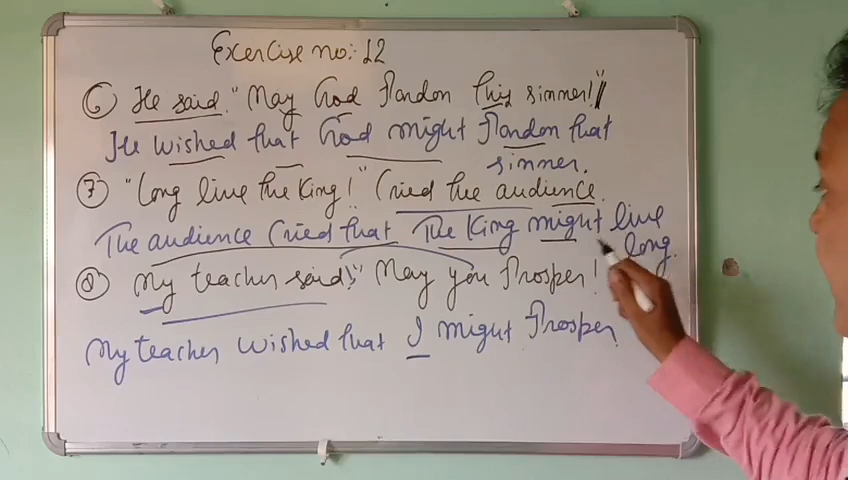 Exercise no:- 12
⑥ He said. "May God Pardon this sinner!"
He wished that God might Pardon that
sinner.
⑦ "Long live the King!" Cried the audience.
The audience Cried that The King might live
long.
⑧ My teacher said, "May you Prosper!
My teacher wished that I might Prosper.